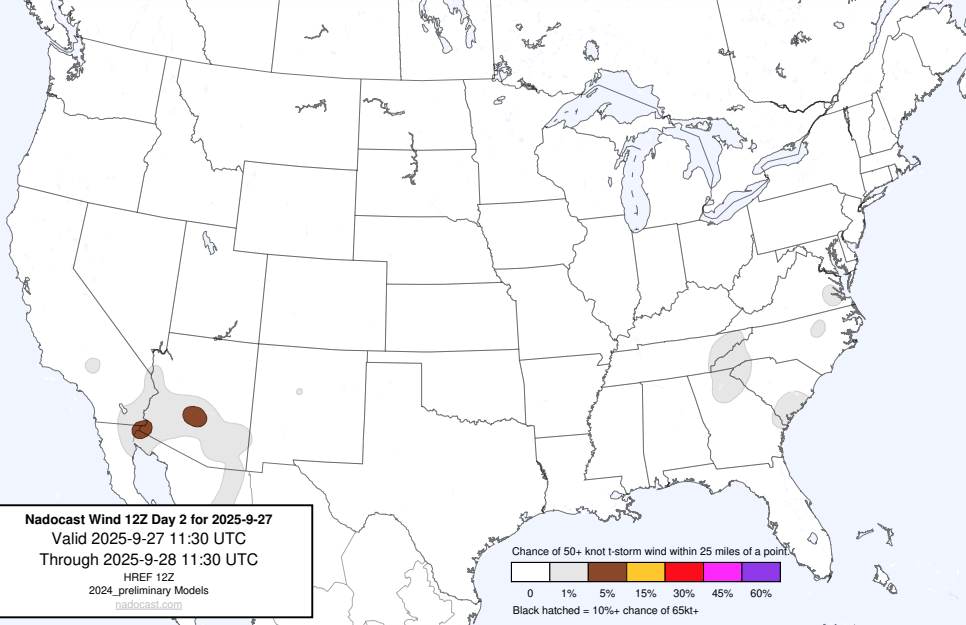 Nadocast Wind 12Z Day 2 for 2025-9-27
Valid 2025-9-27 11:30 UTC
Through 2025-9-28 11:30 UTC
HREF 12Z
2024_preliminary Models
nadocast.com
Chance of 50+ knot t-storm wind within 25 miles of a point.
0 1% 5% 15% 30% 45% 60%
Black hatched = 10%+ chance of 65kt+